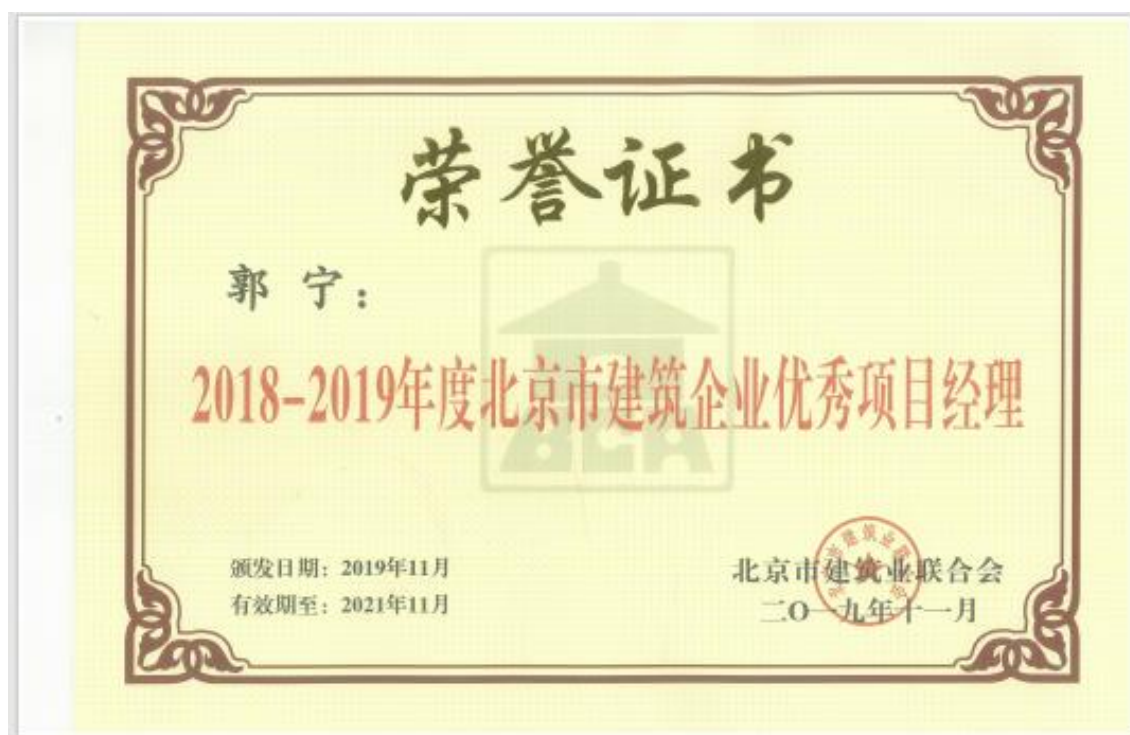 荣誉证书
郭宁：
2018-2019年度北京市建筑企业优秀项目经理
BCA
颁发日期：2019年11月
有效期至：2021年11月
北京市建筑业联合会
二〇一九年十一月